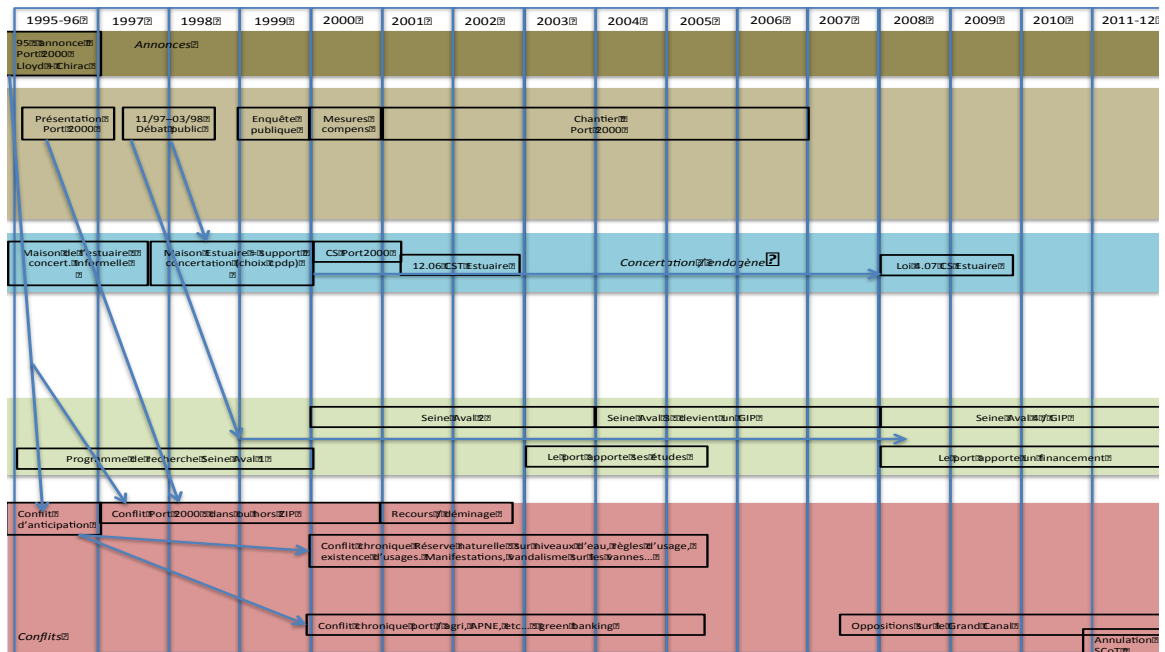 1995-96 1997 1998 1999 2000 2001 2002 2003 2004 2005 2006 2007 2008 2009 2010 2011-12
95 annonce
Port 2000
Lloyd + Chirac
Annonces
Présentation
Port 2000
11/97–03/98
Débat public
Enquête
publique
Mesures
compens
Chantier
Port 2000
Maison de l'estuaire
concert. informelle
Maison Estuaire = support
concertation (choix cpdp)
CS Port2000
12.06 CST Estuaire
Concertation / endogène
Loi 4.07 CS Estuaire
Seine Aval 2
Seine Aval 3 : devient un GIP
Seine Aval 4 / GIP
Programme de recherche Seine Aval 1
Le port apporte ses études
Le port apporte un financement
Conflit
d'anticipation
Conflit Port 2000 : dans ou hors ZIP
Recours / déminage
Conflit chronique Réserve naturelle : sur niveaux d'eau, règles d'usage,
existence d'usages. Manifestations, vandalisme sur les vannes...
Conflit chronique port / agri, APNE, etc... : green banking
Oppositions sur le Grand Canal
Conflits
Annulation
SCoT